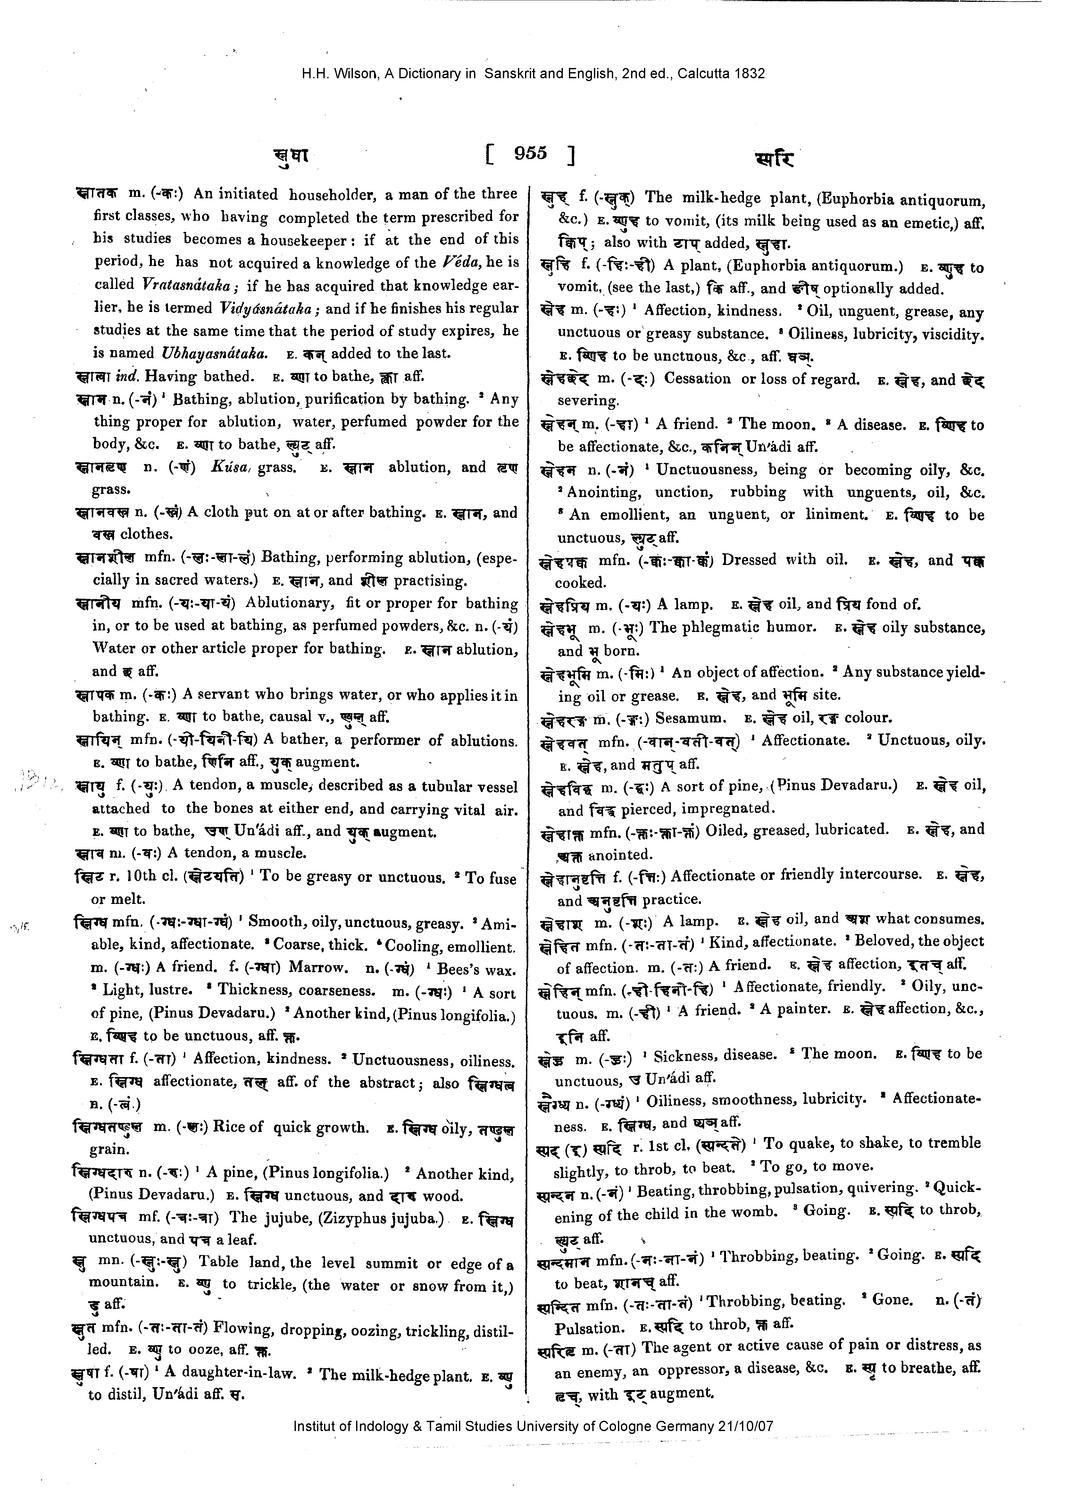 H.H. Wilson, A Dictionary in Sanskrit and English, 2nd ed., Calcutta 1832
स्नुषा [ 955 ] स्परि
स्नातक m. (-कः) An initiated householder, a man of the three
first classes, who having completed the term prescribed for
his studies becomes a housekeeper: if at the end of this
period, he has not acquired a knowledge of the Véda, he is
called Vratasnátaka; if he has acquired that knowledge ear-
lier, he is termed Vidyásnátaka; and if he finishes his regular
studies at the same time that the period of study expires, he
is named Ubhayasnátaka. E. कन् added to the last.
स्नात्वा ind. Having bathed. E. ष्णा to bathe, क्त्वा aff.
स्नान n. (-नं) ¹ Bathing, ablution, purification by bathing. ² Any
thing proper for ablution, water, perfumed powder for the
body, &c. E. ष्णा to bathe, ल्युट् aff.
स्नानतृण n. (-णं) Kúsa, grass. E. स्नान ablution, and तृण
grass.
स्नानवस्त्र n. (-स्त्रं) A cloth put on at or after bathing. E. स्नान, and
वस्त्र clothes.
स्नानशील mfn. (-लः-ला-लं) Bathing, performing ablution, (espe-
cially in sacred waters.) E. स्नान, and शील practising.
स्नानीय mfn. (-यः-या-यं) Ablutionary, fit or proper for bathing
in, or to be used at bathing, as perfumed powders, &c. n. (-यं)
Water or other article proper for bathing. E. स्नान ablution,
and छ aff.
स्नापक m. (-कः) A servant who brings water, or who applies it in
bathing. E. ष्णा to bathe, causal v., ण्वुल् aff.
स्नायिन् mfn. (-यी-यिनी-यि) A bather, a performer of ablutions.
E. ष्णा to bathe, णिनि aff., युक् augment.
स्नायु f. (-युः) A tendon, a muscle, described as a tubular vessel
attached to the bones at either end, and carrying vital air.
E. ष्णा to bathe, उण् Un'ádi aff., and युक् augment.
स्नाव m. (-वः) A tendon, a muscle.
स्निट r. 10th cl. (स्नेटयति) ¹ To be greasy or unctuous. ² To fuse
or melt.
स्निग्ध mfn. (-ग्धः-ग्धा-ग्धं) ¹ Smooth, oily, unctuous, greasy. ² Ami-
able, kind, affectionate. ³ Coarse, thick. ⁴ Cooling, emollient.
m. (-ग्धः) A friend. f. (-ग्धा) Marrow. n. (-ग्धं) ¹ Bees's wax.
² Light, lustre. ³ Thickness, coarseness. m. (-ग्धः) ¹ A sort
of pine, (Pinus Devadaru.) ² Another kind, (Pinus longifolia.)
E. ष्णिह to be unctuous, aff. क्त.
स्निग्धता f. (-ता) ¹ Affection, kindness. ² Unctuousness, oiliness.
E. स्निग्ध affectionate, तल् aff. of the abstract; also स्निग्धत्व
n. (-त्वं.)
स्निग्धतण्डुल m. (-लः) Rice of quick growth. E. स्निग्ध oily, तण्डुल
grain.
स्निग्धदारु n. (-रुः) ¹ A pine, (Pinus longifolia.) ² Another kind,
(Pinus Devadaru.) E. स्निग्ध unctuous, and दारु wood.
स्निग्धपत्र mf. (-त्रः-त्रा) The jujube, (Zizyphus jujuba.) E. स्निग्ध
unctuous, and पत्र a leaf.
स्नु mn. (-स्नुः-स्नु) Table land, the level summit or edge of a
mountain. E. ष्णु to trickle, (the water or snow from it,)
डु aff.
स्नुत mfn. (-तः-ता-तं) Flowing, dropping, oozing, trickling, distil-
led. E. ष्णु to ooze, aff. क्त.
स्नुषा f. (-षा) ¹ A daughter-in-law. ² The milk-hedge plant. E. ष्णु
to distil, Un'ádi aff. स.
स्नुह् f. (-स्नुक्) The milk-hedge plant, (Euphorbia antiquorum,
&c.) E. ष्णुह to vomit, (its milk being used as an emetic,) aff.
क्विप्; also with टाप् added, स्नुहा.
स्नुहि f. (-हिः-ही) A plant, (Euphorbia antiquorum.) E. ष्णुह to
vomit, (see the last,) कि aff., and ङीष् optionally added.
स्नेह m. (-हः) ¹ Affection, kindness. ² Oil, unguent, grease, any
unctuous or greasy substance. ³ Oiliness, lubricity, viscidity.
E. ष्णिह to be unctuous, &c., aff. घञ्.
स्नेहच्छेद m. (-दः) Cessation or loss of regard. E. स्नेह, and छेद
severing.
स्नेहन् m. (-हा) ¹ A friend. ² The moon. ³ A disease. E. ष्णिह to
be affectionate, &c., कनिन् Un'ádi aff.
स्नेहन n. (-नं) ¹ Unctuousness, being or becoming oily, &c.
² Anointing, unction, rubbing with unguents, oil, &c.
³ An emollient, an unguent, or liniment. E. ष्णिह to be
unctuous, ल्युट् aff.
स्नेहपक्व mfn. (-क्वः-क्वा-क्वं) Dressed with oil. E. स्नेह, and पक्व
cooked.
स्नेहप्रिय m. (-यः) A lamp. E. स्नेह oil, and प्रिय fond of.
स्नेहभू m. (-भूः) The phlegmatic humor. E. स्नेह oily substance,
and भू born.
स्नेहभूमि m. (-मिः) ¹ An object of affection. ² Any substance yield-
ing oil or grease. E. स्नेह, and भूमि site.
स्नेहरङ्ग m. (-ङ्गः) Sesamum. E. स्नेह oil, रङ्ग colour.
स्नेहवत् mfn. (-वान्-वती-वत्) ¹ Affectionate. ² Unctuous, oily.
E. स्नेह, and मतुप् aff.
स्नेहविद्ध m. (-द्धः) A sort of pine, (Pinus Devadaru.) E. स्नेह oil,
and विद्ध pierced, impregnated.
स्नेहाक्त mfn. (-क्तः-क्ता-क्तं) Oiled, greased, lubricated. E. स्नेह, and
अक्त anointed.
स्नेहानुवृत्ति f. (-त्तिः) Affectionate or friendly intercourse. E. स्नेह,
and अनुवृत्ति practice.
स्नेहाश m. (-शः) A lamp. E. स्नेह oil, and अश what consumes.
स्नेहित mfn. (-तः-ता-तं) ¹ Kind, affectionate. ² Beloved, the object
of affection. m. (-तः) A friend. E. स्नेह affection, इतच् aff.
स्नेहिन् mfn. (-ही-हिनी-हि) ¹ Affectionate, friendly. ² Oily, unc-
tuous. m. (-ही) ¹ A friend. ² A painter. E. स्नेह affection, &c.,
इनि aff.
स्नेहु m. (-हुः) ¹ Sickness, disease. ² The moon. E. ष्णिह to be
unctuous, उ Un'ádi aff.
स्नैग्ध्य n. (-ग्ध्यं) ¹ Oiliness, smoothness, lubricity. ² Affectionate-
ness. E. स्निग्ध, and ष्यञ् aff.
स्पद (इ) स्पदि r. 1st cl. (स्पन्दते) ¹ To quake, to shake, to tremble
slightly, to throb, to beat. ² To go, to move.
स्पन्दन n. (-नं) ¹ Beating, throbbing, pulsation, quivering. ² Quick-
ening of the child in the womb. ³ Going. E. स्पदि to throb,
ल्युट् aff.
स्पन्दमान mfn. (-नः-ना-नं) ¹ Throbbing, beating. ² Going. E. स्पदि
to beat, शानच् aff.
स्पन्दित mfn. (-तः-ता-तं) ¹ Throbbing, beating. ² Gone. n. (-तं)
Pulsation. E. स्पदि to throb, क्त aff.
स्परितृ m. (-ता) The agent or active cause of pain or distress, as
an enemy, an oppressor, a disease, &c. E. स्पृ to breathe, aff.
तृच्, with इट् augment.
Institut of Indology & Tamil Studies University of Cologne Germany 21/10/07